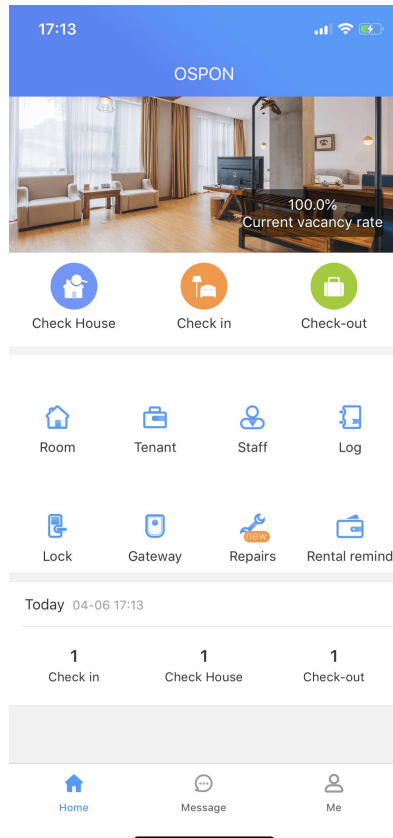 17:13
OSPON
100.0%
Current vacancy rate
Check House
Check in
Check-out
Room
Tenant
Staff
Log
new
Lock
Gateway
Repairs
Rental remind
Today 04-06 17:13
1
1
1
Check in
Check House
Check-out
Home
Message
Me